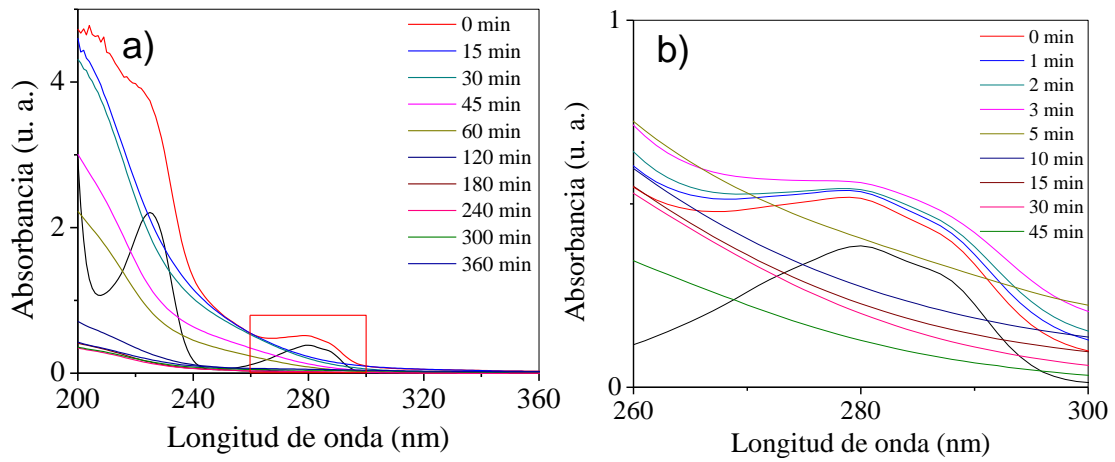 a)
Absorbancia (u. a.)
4
2
0
200
240
280
320
360
Longitud de onda (nm)
0 min
15 min
30 min
45 min
60 min
120 min
180 min
240 min
300 min
360 min
b)
Absorbancia (u. a.)
1
0
260
280
300
Longitud de onda (nm)
0 min
1 min
2 min
3 min
5 min
10 min
15 min
30 min
45 min